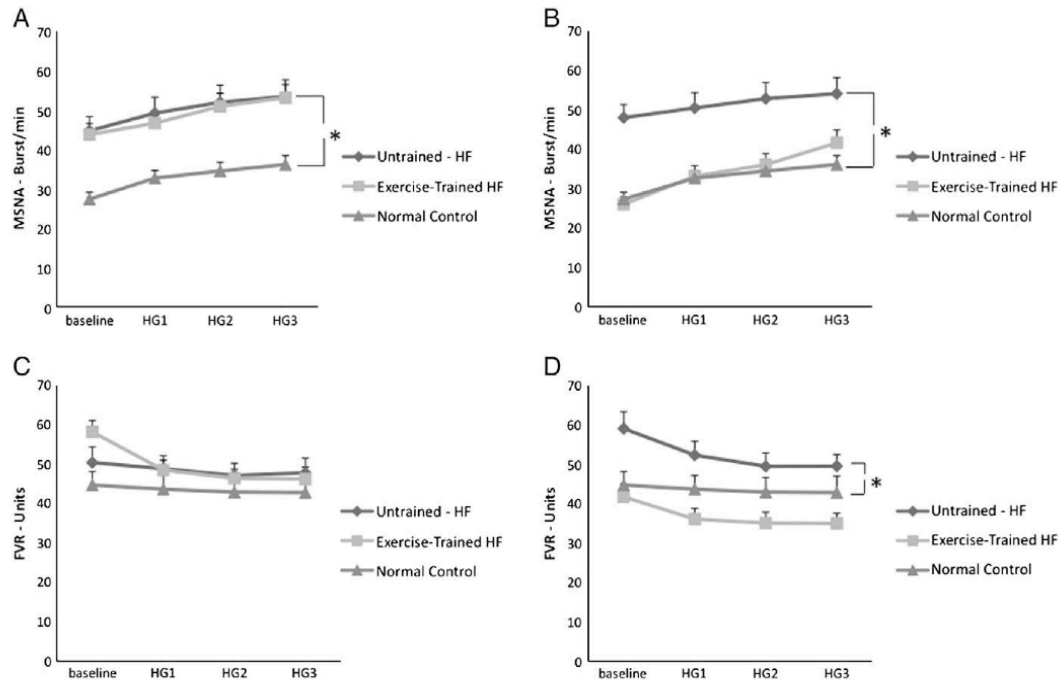 A
70
60
50
40
30
20
10
0
MSNA - Burst/min
baseline HG1 HG2 HG3
*
Untrained - HF
Exercise-Trained HF
Normal Control
B
70
60
50
40
30
20
10
0
MSNA - Burst/min
baseline HG1 HG2 HG3
*
Untrained - HF
Exercise-Trained HF
Normal Control
C
70
60
50
40
30
20
10
0
FVR - Units
baseline HG1 HG2 HG3
Untrained - HF
Exercise-Trained HF
Normal Control
D
70
60
50
40
30
20
10
0
FVR - Units
baseline HG1 HG2 HG3
*
Untrained - HF
Exercise-Trained HF
Normal Control